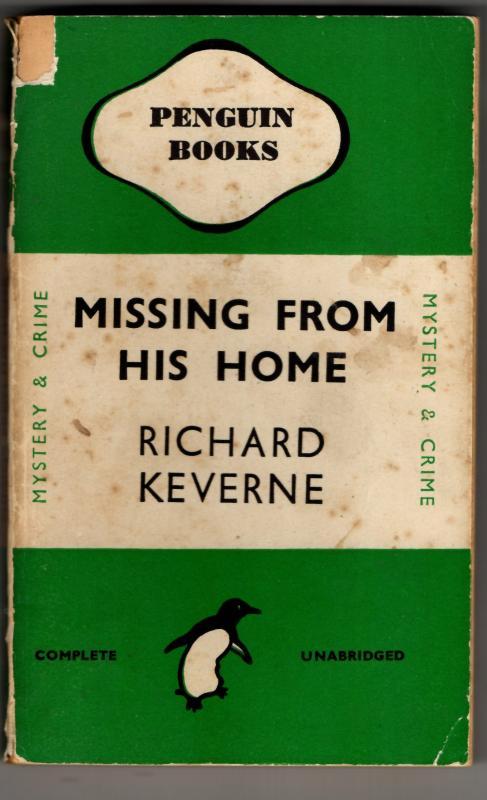 PENGUIN
BOOKS
MYSTERY & CRIME
MISSING FROM
HIS HOME
RICHARD
KEVERNE
MYSTERY & CRIME
COMPLETE
UNABRIDGED